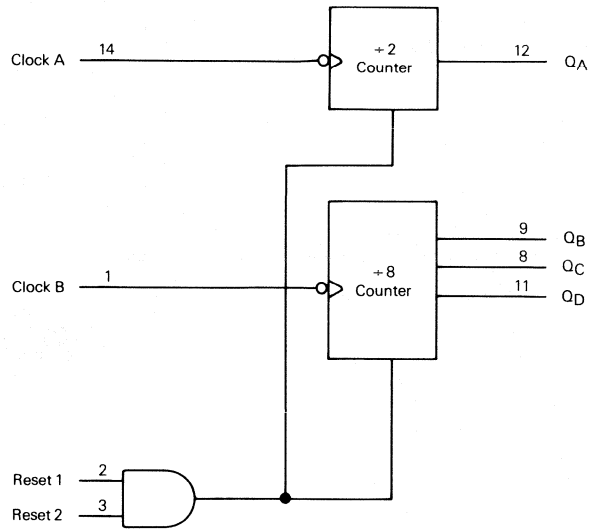 ÷2
Counter
Clock A
14
12
QA
÷8
Counter
Clock B
1
9
QB
8
QC
11
QD
Reset 1
2
Reset 2
3